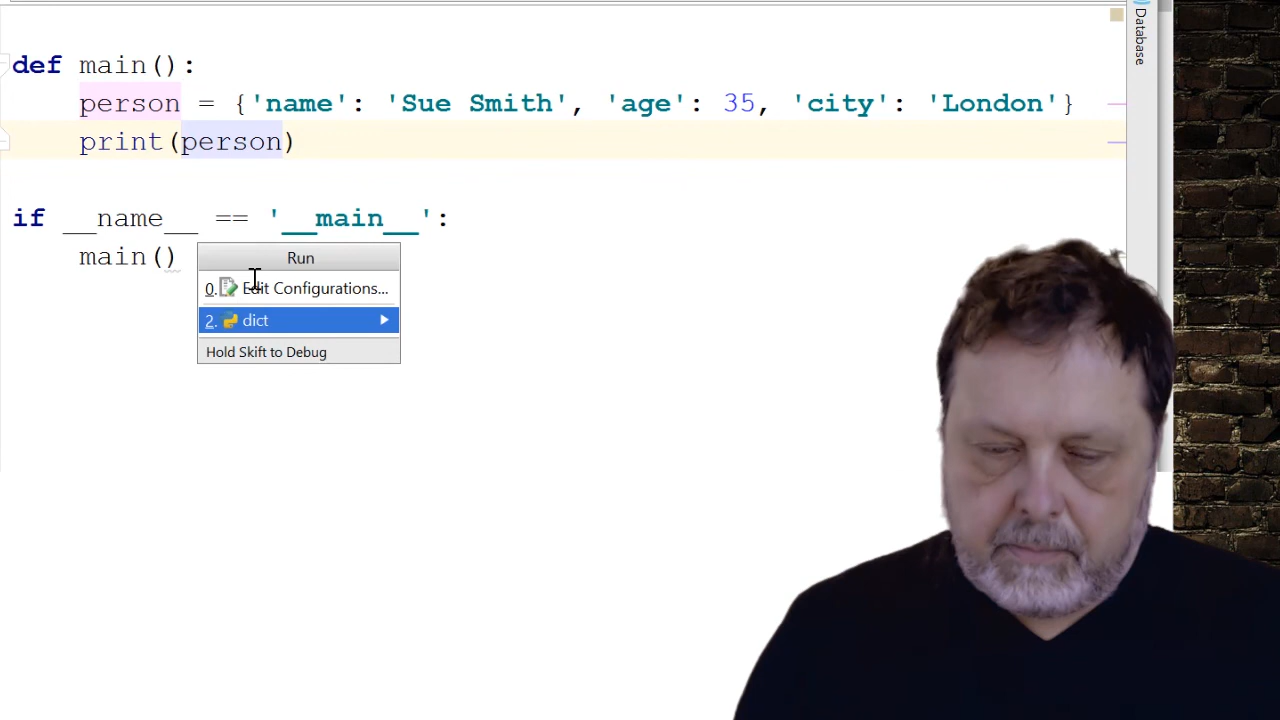 Database
def main():
person = {'name': 'Sue Smith', 'age': 35, 'city': 'London'}
print(person)
if __name__ == '__main__':
main()
Run
0. Edit Configurations...
2. dict
Hold Skift to Debug